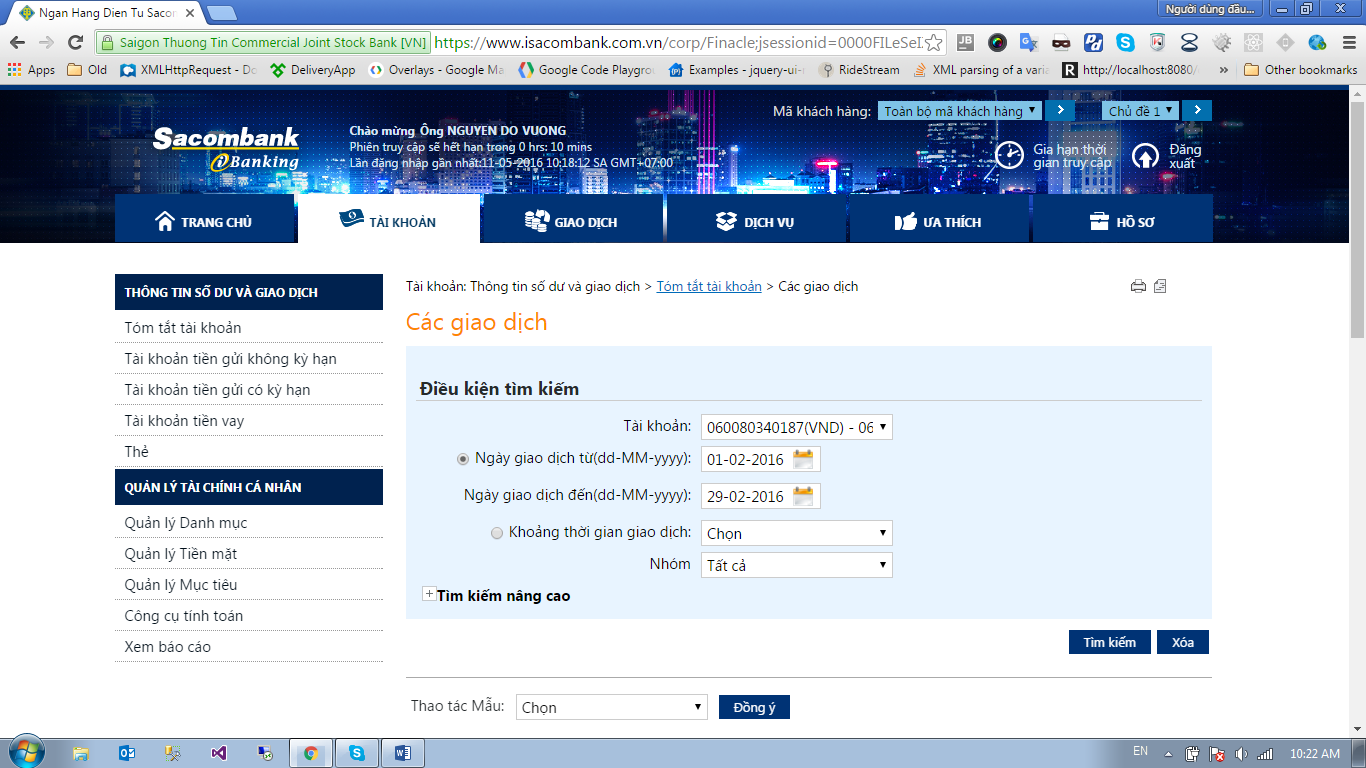 Ngan Hang Dien Tu Sacon
Người dùng đầu...
Saigon Thuong Tin Commercial Joint Stock Bank [VN]
https://www.isacombank.com.vn/corp/Finacle;jsessionid=0000FILeSeI
Apps Old XMLHttpRequest - Do DeliveryApp Overlays - Google Ma Google Code Playgrou Examples - jquery-ui- RideStream XML parsing of a varia http://localhost:8080/ » Other bookmarks
Mã khách hàng: Toàn bộ mã khách hàng Chủ đề 1
Sacombank
eBanking
Chào mừng Ông NGUYEN DO VUONG
Phiên truy cập sẽ hết hạn trong 0 hrs: 10 mins
Lần đăng nhập gần nhất:11-05-2016 10:18:12 SA GMT+07:00
Gia hạn thời
gian truy cập
Đăng
xuất
TRANG CHỦ TÀI KHOẢN GIAO DỊCH DỊCH VỤ ƯA THÍCH HỒ SƠ
THÔNG TIN SỐ DƯ VÀ GIAO DỊCH
Tóm tắt tài khoản
Tài khoản tiền gửi không kỳ hạn
Tài khoản tiền gửi có kỳ hạn
Tài khoản tiền vay
Thẻ
QUẢN LÝ TÀI CHÍNH CÁ NHÂN
Quản lý Danh mục
Quản lý Tiền mặt
Quản lý Mục tiêu
Công cụ tính toán
Xem báo cáo
Tài khoản: Thông tin số dư và giao dịch > Tóm tắt tài khoản > Các giao dịch
Các giao dịch
Điều kiện tìm kiếm
Tài khoản: 060080340187(VND) - 06
Ngày giao dịch từ(dd-MM-yyyy): 01-02-2016
Ngày giao dịch đến(dd-MM-yyyy): 29-02-2016
Khoảng thời gian giao dịch: Chọn
Nhóm Tất cả
Tìm kiếm nâng cao
Tìm kiếm Xóa
Thao tác Mẫu: Chọn Đồng ý
EN 10:22 AM